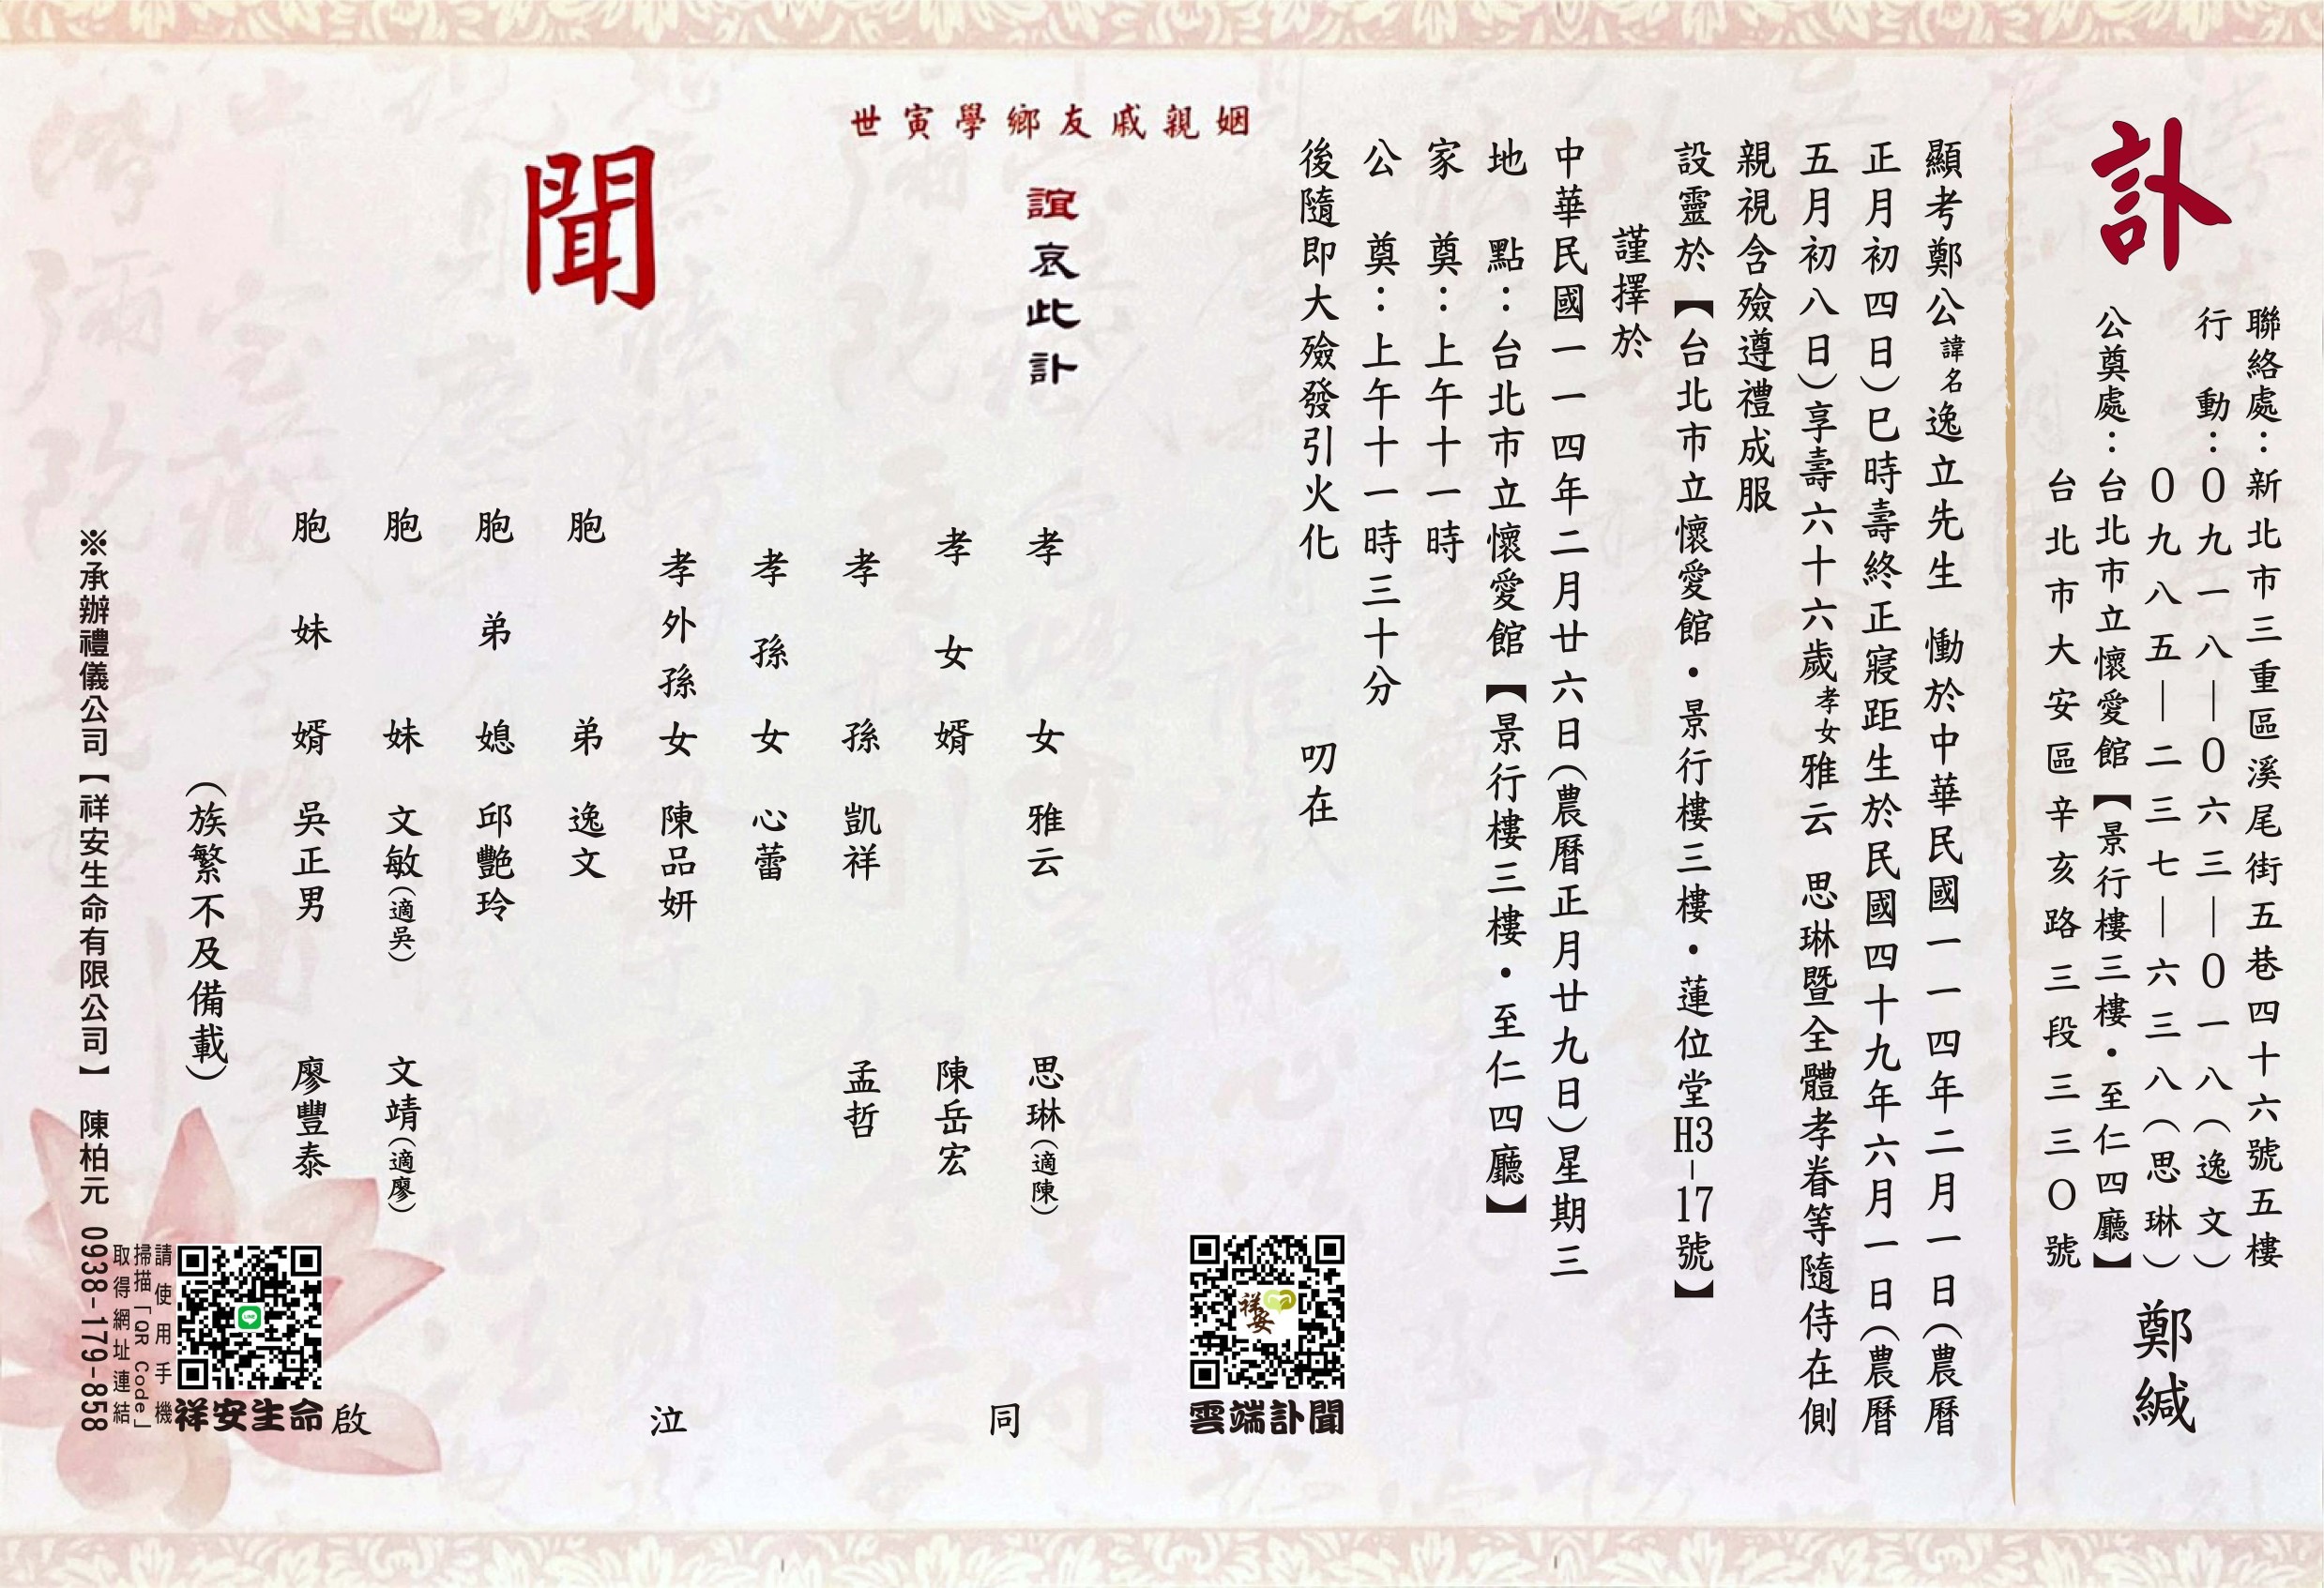 訃
聯絡處：新北市三重區溪尾街五巷四十六號五樓
行動：０九一八—０六三—０一八（逸文）
０九八五—二三七—六三八（思琳）
公奠處：台北市立懷愛館【景行樓三樓・至仁四廳】
台北市大安區辛亥路三段三三０號
鄭緘
顯考鄭公諱名逸立先生　慟於中華民國一一四年二月一日（農曆
正月初四日）巳時壽終正寢距生於民國四十九年六月一日（農曆
五月初八日）享壽六十六歲孝女雅云　思琳暨全體孝眷等隨侍在側
親視含殮遵禮成服
設靈於【台北市立懷愛館・景行樓三樓・蓮位堂H3-17號】
謹擇於
中華民國一一四年二月廿六日（農曆正月廿九日）星期三
地　點：台北市立懷愛館【景行樓三樓・至仁四廳】
家　奠：上午十一時
公　奠：上午十一時三十分
後隨即大殮發引火化　叨在
雲端訃聞
祥安
姻親戚友鄉學寅世
誼哀此訃
聞
孝女　雅云　思琳（適陳）
孝女婿　陳岳宏
孝孫　凱祥　孟哲
孝孫女　心蕾
孝外孫女　陳品妍
胞弟　逸文
胞弟媳　邱艷玲
胞妹　文敏（適吳）　文靖（適廖）
胞妹婿　吳正男　廖豐泰
同　泣　啟
（族繁不及備載）
祥安生命
LINE
請使用手機
掃描「QR Code」
取得網址連結
※承辦禮儀公司【祥安生命有限公司】　陳柏元　0938-179-858